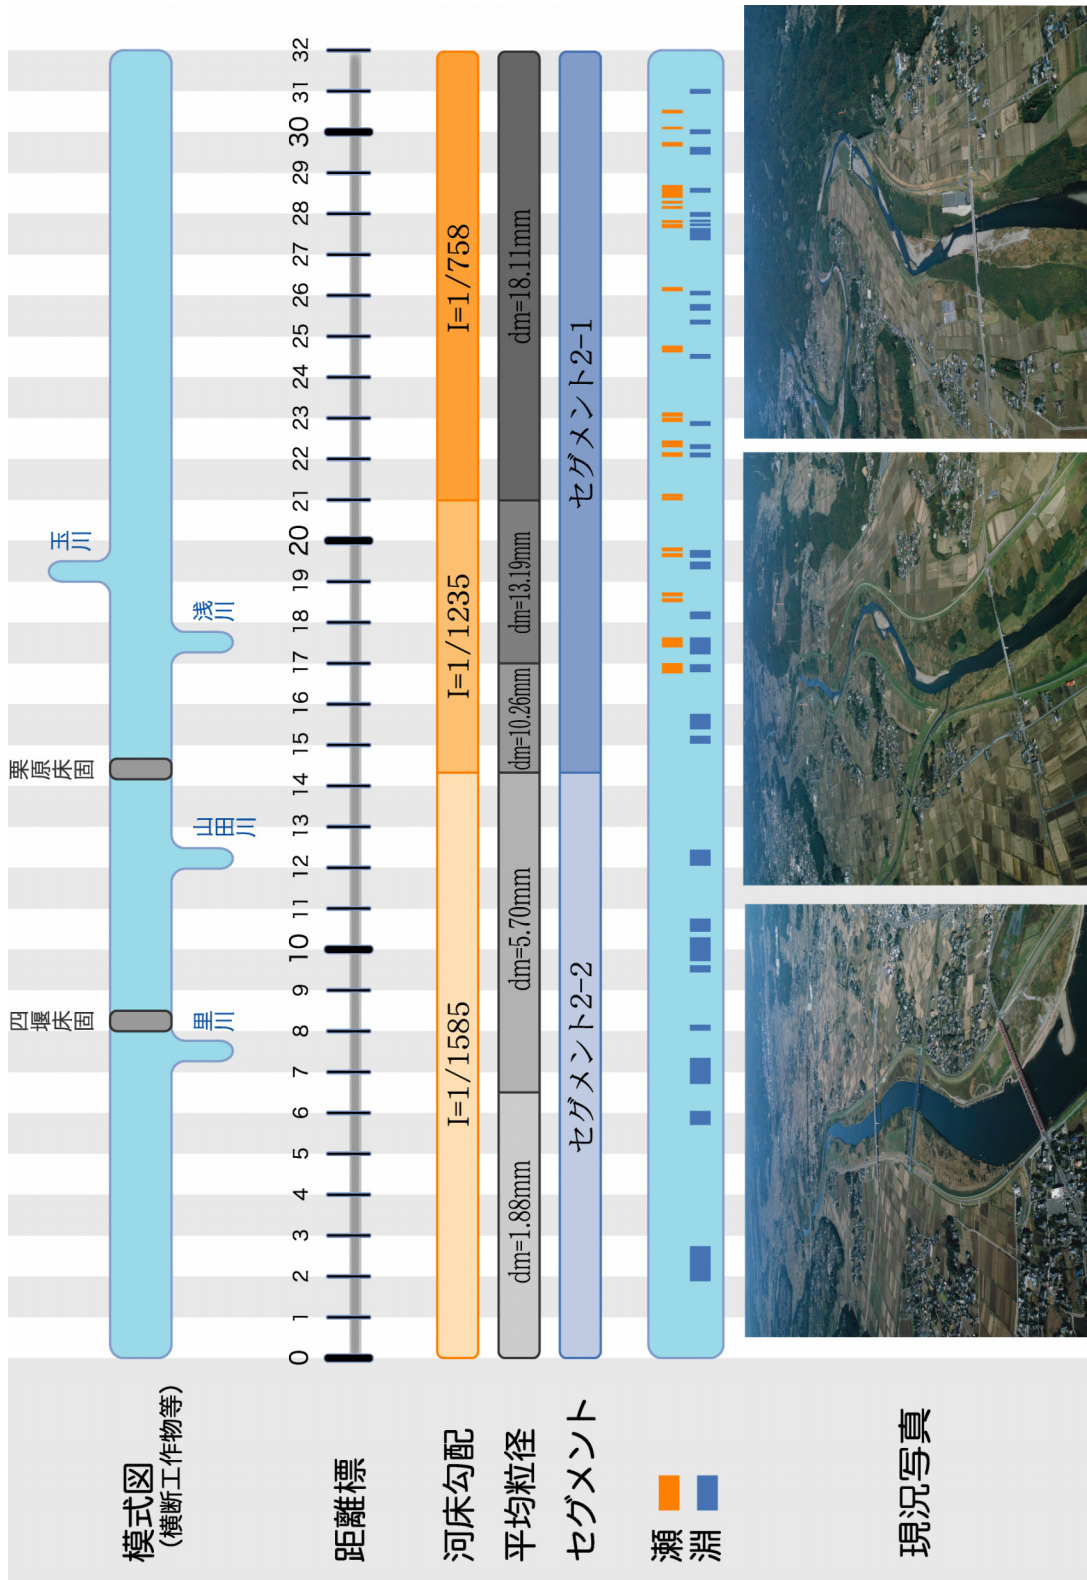 模式図
(横断工作物等)
四堰床固
栗原床固
里川
山田川
浅川
玉川
距離標
0 1 2 3 4 5 6 7 8 9 10 11 12 13 14 15 16 17 18 19 20 21 22 23 24 25 26 27 28 29 30 31 32
河床勾配
I=1/1585
I=1/1235
I=1/758
平均粒径
dm=1.88mm
dm=5.70mm
dm=10.26mm
dm=13.19mm
dm=18.11mm
セグメント
セグメント2-2
セグメント2-1
瀬
淵
現況写真